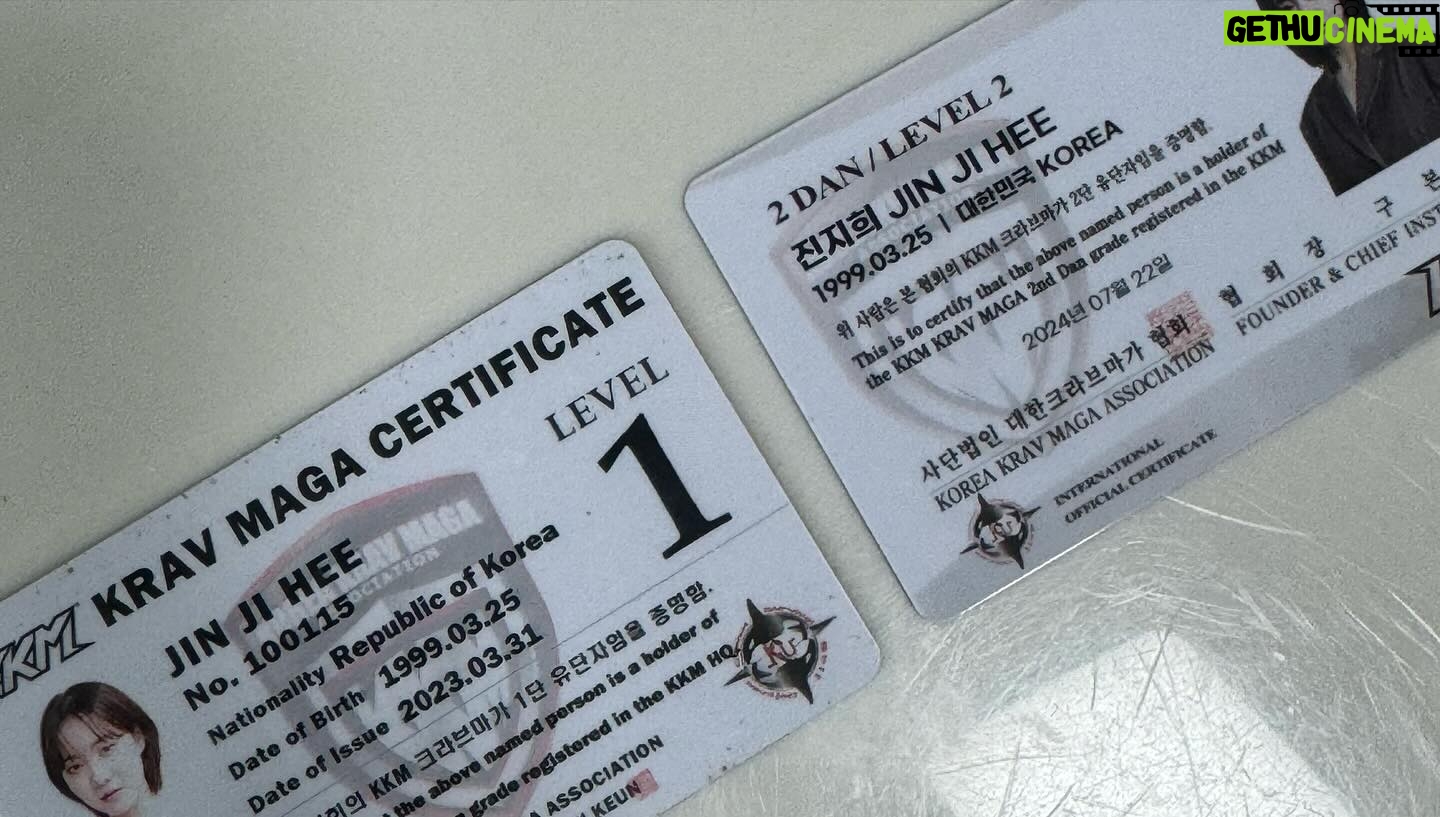 GETHUCINEMA
2 DAN / LEVEL 2
진지희 JIN JI HEE
1999.03.25 | 대한민국 KOREA
위 사람은 본 협회의 KKM 크라브마가 2단 유단자임을 증명함.
This is to certify that the above named person is a holder of
the KKM KRAV MAGA 2nd Dan grade registered in the KKM
2024년 07월 22일
사단법인 대한크라브마가 협회
KOREA KRAV MAGA ASSOCIATION
협 회 장 구 본
FOUNDER & CHIEF INST
INTERNATIONAL
OFFICIAL CERTIFICATE
KKM KRAV MAGA CERTIFICATE
LEVEL
1
JIN JI HEE
No. 100115
Nationality Republic of Korea
Date of Birth 1999.03.25
Date of Issue 2023.03.31
회의 KKM 크라브마가 1단 유단자임을 증명함.
the above named person is a holder of
grade registered in the KKM HQ
ASSOCIATION
KEUN